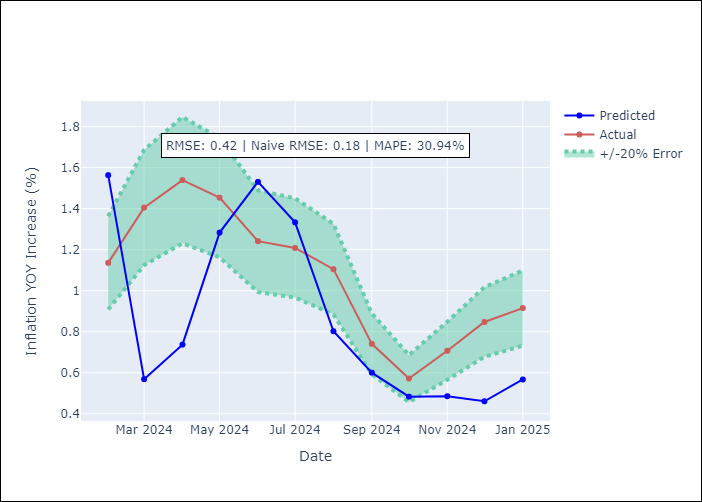 RMSE: 0.42 | Naive RMSE: 0.18 | MAPE: 30.94%
Predicted
Actual
+/-20% Error
1.8
1.6
1.4
1.2
1
0.8
0.6
0.4
Inflation YOY Increase (%)
Mar 2024
May 2024
Jul 2024
Sep 2024
Nov 2024
Jan 2025
Date